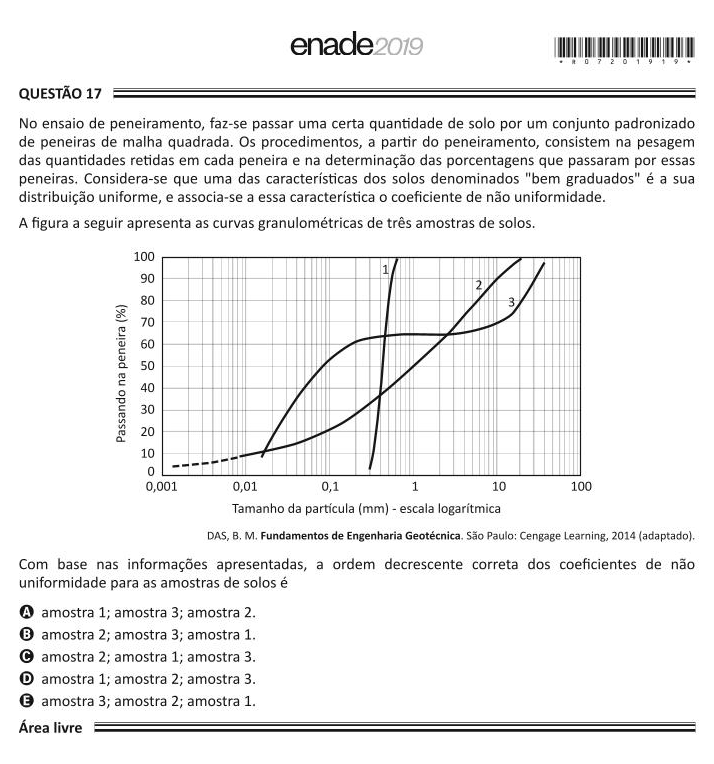 enade2019
*R0720191919*
QUESTÃO 17
No ensaio de peneiramento, faz-se passar uma certa quantidade de solo por um conjunto padronizado
de peneiras de malha quadrada. Os procedimentos, a partir do peneiramento, consistem na pesagem
das quantidades retidas em cada peneira e na determinação das porcentagens que passaram por essas
peneiras. Considera-se que uma das características dos solos denominados "bem graduados" é a sua
distribuição uniforme, e associa-se a essa característica o coeficiente de não uniformidade.
A figura a seguir apresenta as curvas granulométricas de três amostras de solos.
Passando na peneira (%)
100
90
80
70
60
50
40
30
20
10
0
1
2
3
0,001 0,01 0,1 1 10 100
Tamanho da partícula (mm) - escala logarítmica
DAS, B. M. Fundamentos de Engenharia Geotécnica. São Paulo: Cengage Learning, 2014 (adaptado).
Com base nas informações apresentadas, a ordem decrescente correta dos coeficientes de não
uniformidade para as amostras de solos é
A amostra 1; amostra 3; amostra 2.
B amostra 2; amostra 3; amostra 1.
C amostra 2; amostra 1; amostra 3.
D amostra 1; amostra 2; amostra 3.
E amostra 3; amostra 2; amostra 1.
Área livre